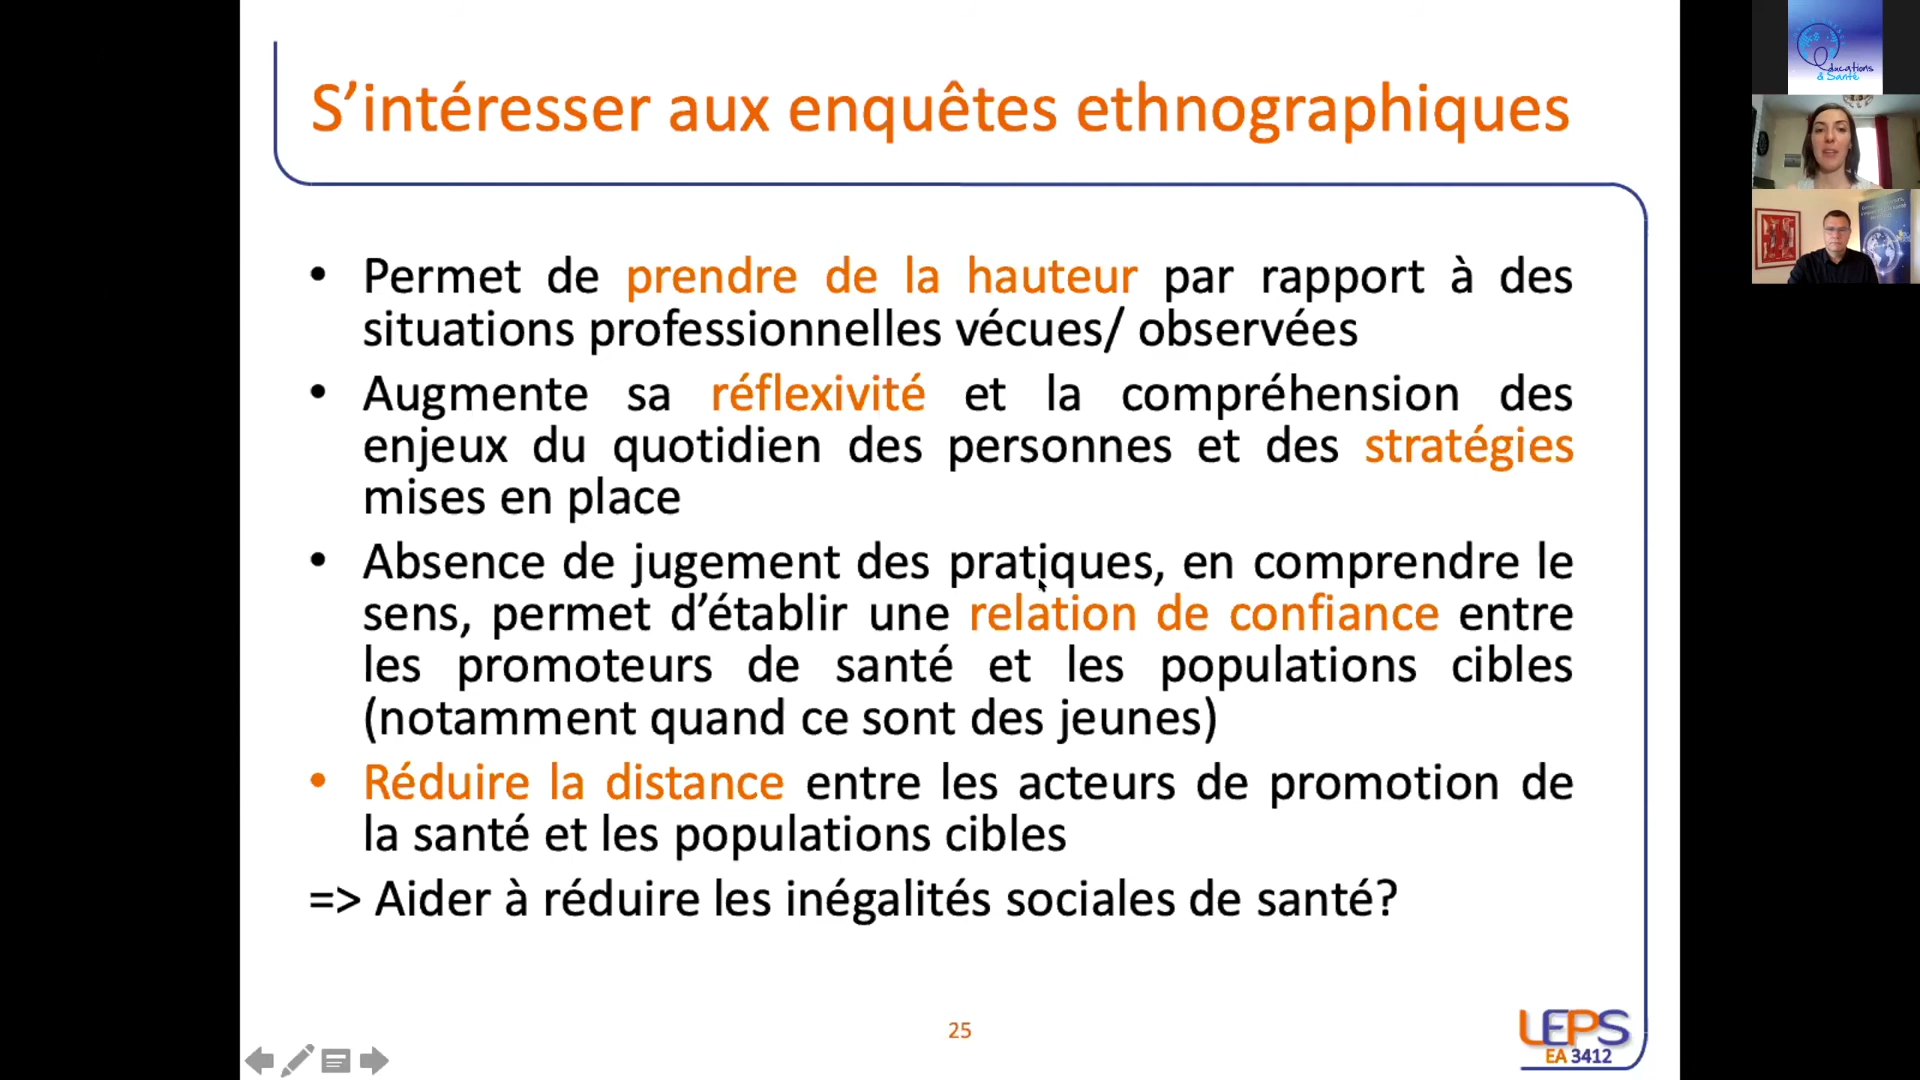 S’intéresser aux enquêtes ethnographiques
• Permet de prendre de la hauteur par rapport à des
situations professionnelles vécues/ observées
• Augmente sa réflexivité et la compréhension des
enjeux du quotidien des personnes et des stratégies
mises en place
• Absence de jugement des pratiques, en comprendre le
sens, permet d’établir une relation de confiance entre
les promoteurs de santé et les populations cibles
(notamment quand ce sont des jeunes)
• Réduire la distance entre les acteurs de promotion de
la santé et les populations cibles
=> Aider à réduire les inégalités sociales de santé?
25
LEPS
EA 3412
Educations
& Santé